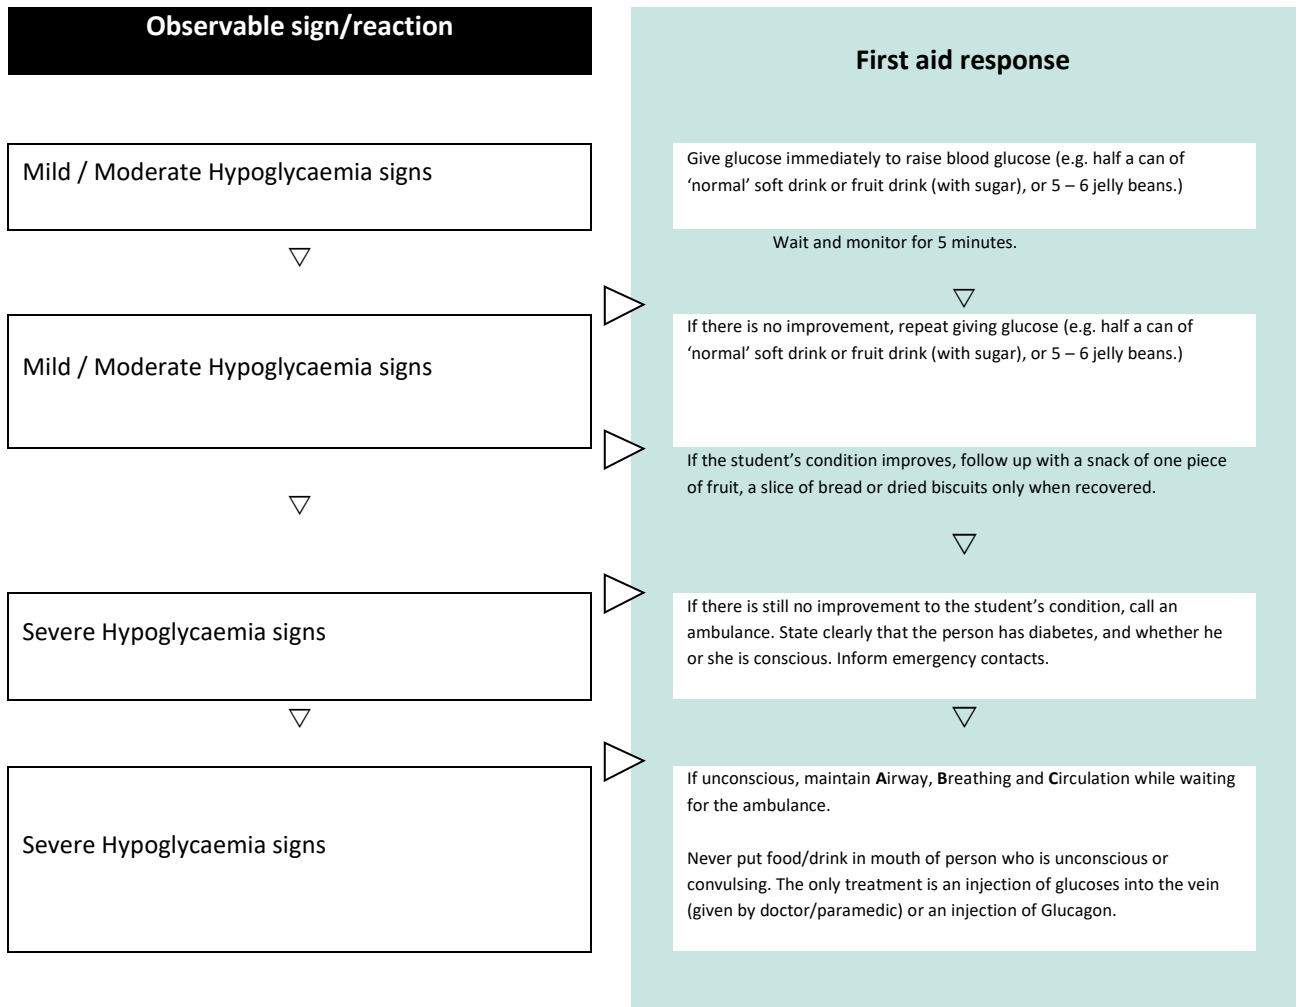 Observable sign/reaction
First aid response
Mild / Moderate Hypoglycaemia signs
Give glucose immediately to raise blood glucose (e.g. half a can of
‘normal’ soft drink or fruit drink (with sugar), or 5 – 6 jelly beans.)
Wait and monitor for 5 minutes.
Mild / Moderate Hypoglycaemia signs
If there is no improvement, repeat giving glucose (e.g. half a can of
‘normal’ soft drink or fruit drink (with sugar), or 5 – 6 jelly beans.)
If the student’s condition improves, follow up with a snack of one piece
of fruit, a slice of bread or dried biscuits only when recovered.
Severe Hypoglycaemia signs
If there is still no improvement to the student’s condition, call an
ambulance. State clearly that the person has diabetes, and whether he
or she is conscious. Inform emergency contacts.
Severe Hypoglycaemia signs
If unconscious, maintain Airway, Breathing and Circulation while waiting
for the ambulance.
Never put food/drink in mouth of person who is unconscious or
convulsing. The only treatment is an injection of glucoses into the vein
(given by doctor/paramedic) or an injection of Glucagon.